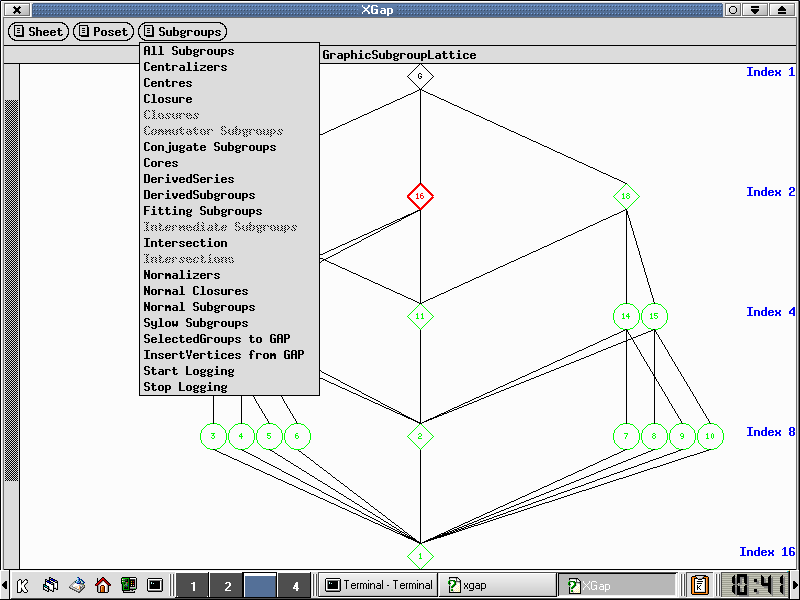 XGap
Sheet Poset Subgroups
GraphicSubgroupLattice
All Subgroups
Centralizers
Centres
Closure
Closures
Commutator Subgroups
Conjugate Subgroups
Cores
DerivedSeries
DerivedSubgroups
Fitting Subgroups
Intermediate Subgroups
Intersection
Intersections
Normalizers
Normal Closures
Normal Subgroups
Sylow Subgroups
SelectedGroups to GAP
InsertVertices from GAP
Start Logging
Stop Logging
G Index 1
16 18 Index 2
11 14 15 Index 4
3 4 5 6 2 7 8 9 10 Index 8
1 Index 16
1 2 4 Terminal - Terminal xgap XGap 10:41